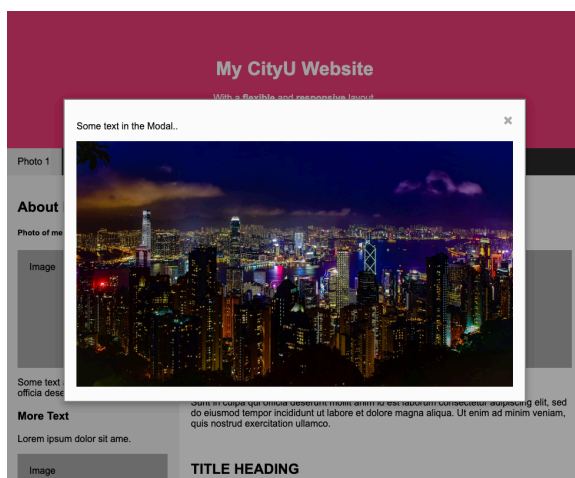 My CityU Website
With a flexible and responsive layout
Some text in the Modal..
×
Photo 1
About
Photo of me
Image
Some text
officia dese
More Text
Lorem ipsum dolor sit ame.
Image
Sunt in culpa qui officia deserunt mollit anim id est laborum consectetur adipiscing elit, sed
do eiusmod tempor incididunt ut labore et dolore magna aliqua. Ut enim ad minim veniam,
quis nostrud exercitation ullamco.
TITLE HEADING